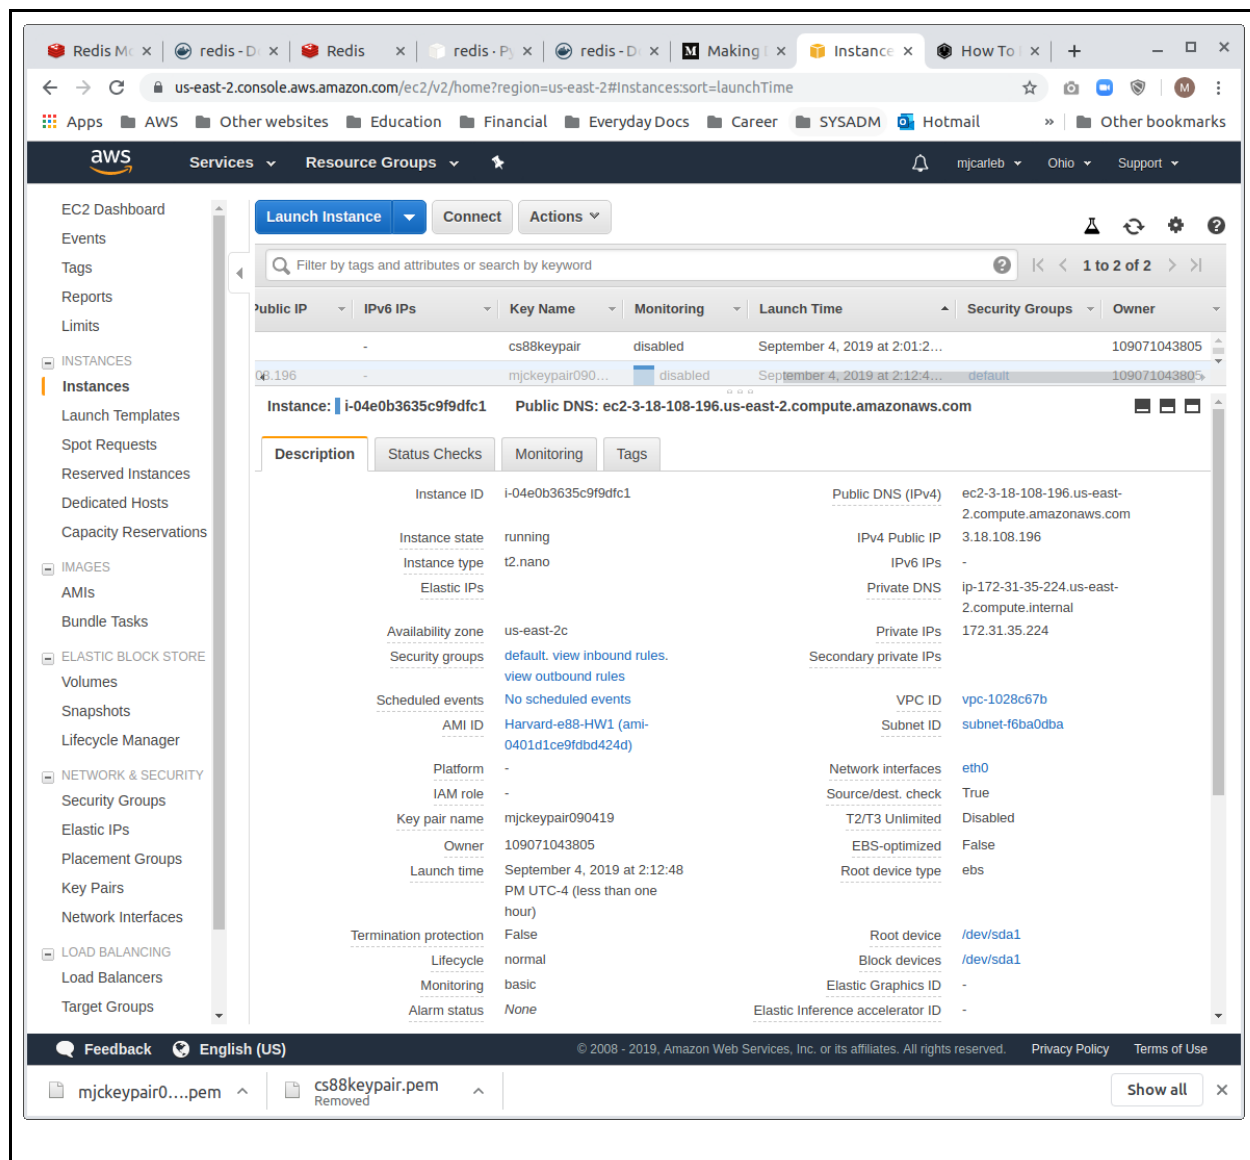 Redis Mo
redis - D
Redis
redis · Py
redis - D
M Making
Instance
How To
us-east-2.console.aws.amazon.com/ec2/v2/home?region=us-east-2#Instances:sort=launchTime
M
Apps AWS Other websites Education Financial Everyday Docs Career SYSADM Hotmail » Other bookmarks
aws Services Resource Groups mjcarleb Ohio Support
EC2 Dashboard
Events
Tags
Reports
Limits
INSTANCES
Instances
Launch Templates
Spot Requests
Reserved Instances
Dedicated Hosts
Capacity Reservations
IMAGES
AMIs
Bundle Tasks
ELASTIC BLOCK STORE
Volumes
Snapshots
Lifecycle Manager
NETWORK & SECURITY
Security Groups
Elastic IPs
Placement Groups
Key Pairs
Network Interfaces
LOAD BALANCING
Load Balancers
Target Groups
Launch Instance Connect Actions
Filter by tags and attributes or search by keyword 1 to 2 of 2
Public IP IPv6 IPs Key Name Monitoring Launch Time Security Groups Owner
- cs88keypair disabled September 4, 2019 at 2:01:2... 109071043805
08.196 - mjckeypair090... disabled September 4, 2019 at 2:12:4... default 109071043805
Instance: i-04e0b3635c9f9dfc1 Public DNS: ec2-3-18-108-196.us-east-2.compute.amazonaws.com
Description Status Checks Monitoring Tags
Instance ID i-04e0b3635c9f9dfc1 Public DNS (IPv4) ec2-3-18-108-196.us-east-
2.compute.amazonaws.com
Instance state running IPv4 Public IP 3.18.108.196
Instance type t2.nano IPv6 IPs -
Elastic IPs Private DNS ip-172-31-35-224.us-east-
2.compute.internal
Availability zone us-east-2c Private IPs 172.31.35.224
Security groups default. view inbound rules. Secondary private IPs
view outbound rules
Scheduled events No scheduled events VPC ID vpc-1028c67b
AMI ID Harvard-e88-HW1 (ami- Subnet ID subnet-f6ba0dba
0401d1ce9fdbd424d)
Platform - Network interfaces eth0
IAM role - Source/dest. check True
Key pair name mjckeypair090419 T2/T3 Unlimited Disabled
Owner 109071043805 EBS-optimized False
Launch time September 4, 2019 at 2:12:48 Root device type ebs
PM UTC-4 (less than one
hour)
Termination protection False Root device /dev/sda1
Lifecycle normal Block devices /dev/sda1
Monitoring basic Elastic Graphics ID -
Alarm status None Elastic Inference accelerator ID -
Feedback English (US) © 2008 - 2019, Amazon Web Services, Inc. or its affiliates. All rights reserved. Privacy Policy Terms of Use
mjckeypair0....pem cs88keypair.pem Show all
Removed